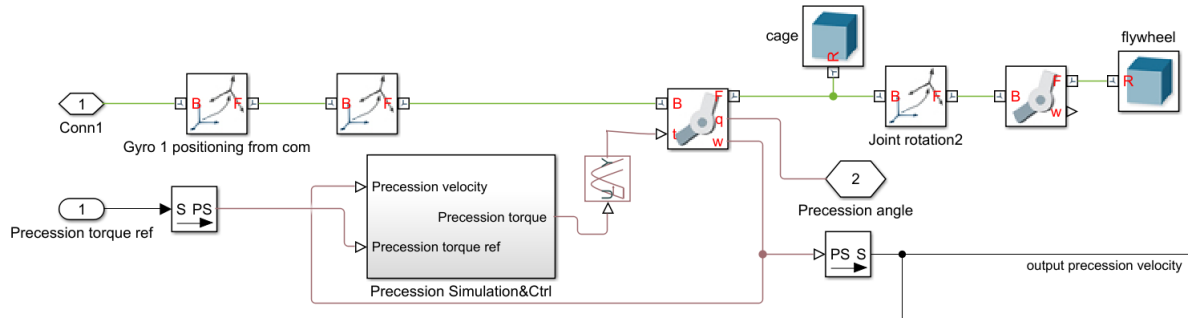 cage
R
flywheel
R
1
Conn1
B F
Gyro 1 positioning from com
B F
B F
t q
w
B F
Joint rotation2
B F
w
Y
U
2
Precession angle
1
Precession torque ref
S PS
Precession velocity
Precession torque
Precession torque ref
Precession Simulation&Ctrl
PS S
output precession velocity